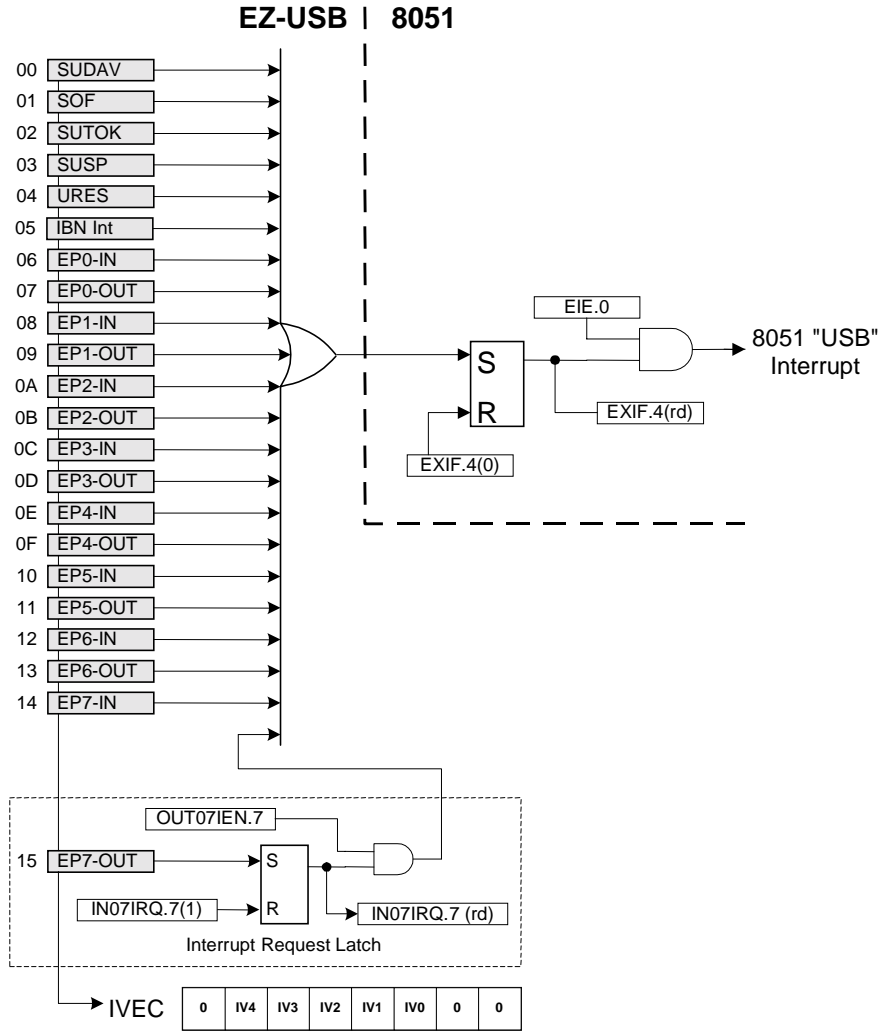 EZ-USB 8051
00 SUDAV
01 SOF
02 SUTOK
03 SUSP
04 URES
05 IBN Int
06 EP0-IN
07 EP0-OUT
08 EP1-IN
09 EP1-OUT
0A EP2-IN
0B EP2-OUT
0C EP3-IN
0D EP3-OUT
0E EP4-IN
0F EP4-OUT
10 EP5-IN
11 EP5-OUT
12 EP6-IN
13 EP6-OUT
14 EP7-IN
EIE.0
S
R
EXIF.4(rd)
EXIF.4(0)
8051 "USB"
Interrupt
OUT07IEN.7
15 EP7-OUT
S
R
IN07IRQ.7(1)
IN07IRQ.7 (rd)
Interrupt Request Latch
IVEC 0 IV4 IV3 IV2 IV1 IV0 0 0